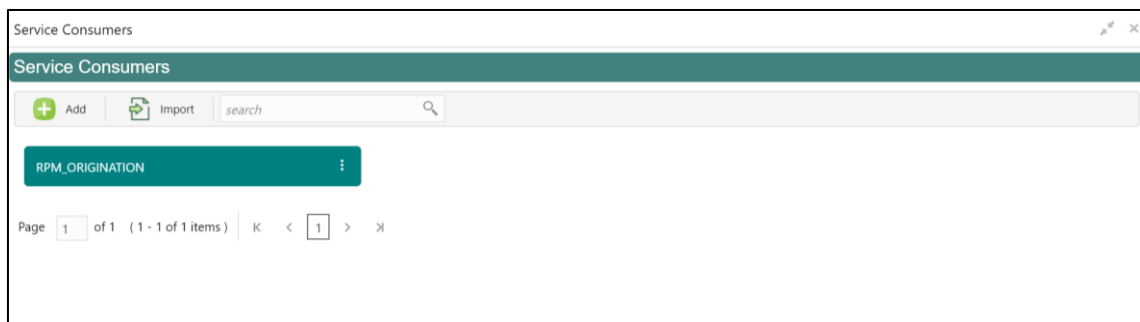 Service Consumers
Service Consumers
Add Import search
RPM_ORIGINATION
Page 1 of 1 (1 - 1 of 1 items) 1